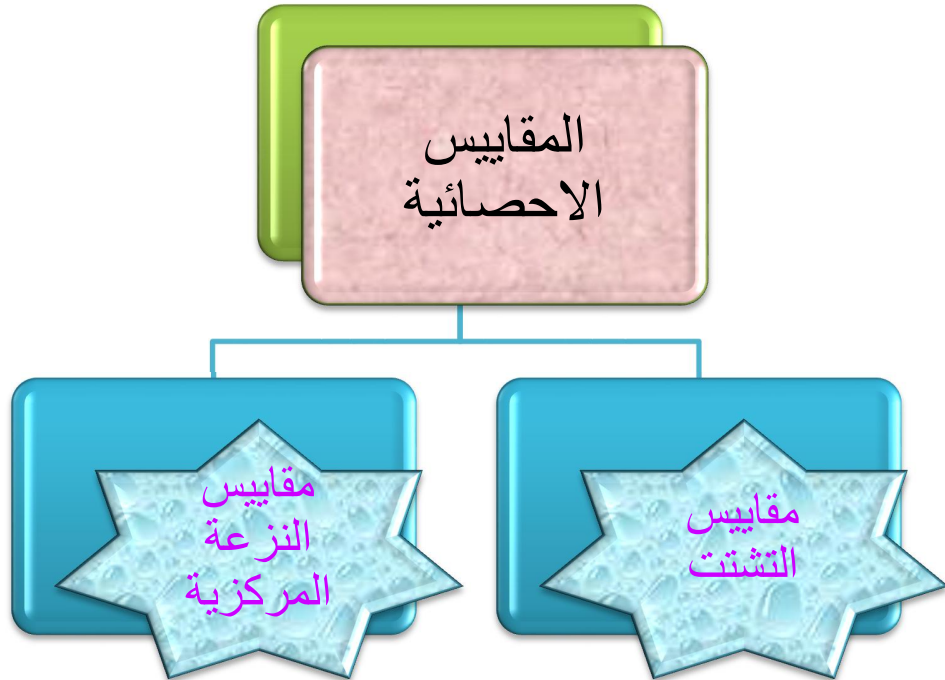 المقاييس
الاحصائية
مقاييس
التشتت
مقاييس
النزعة
المركزية